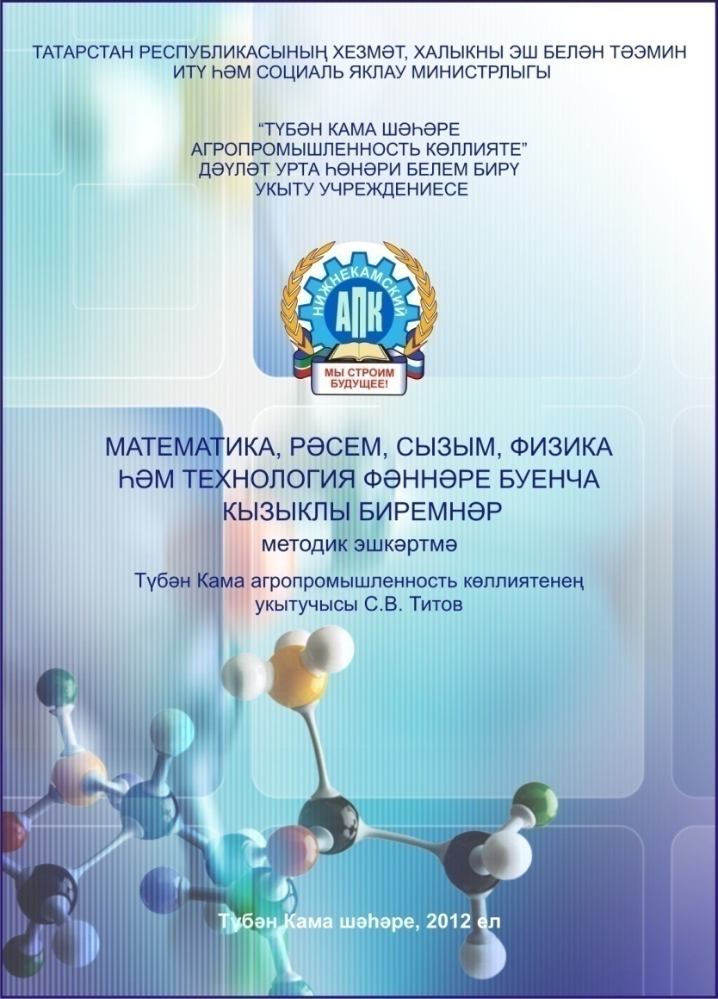 ТАТАРСТАН РЕСПУБЛИКАСЫНЫҢ ХЕЗМӘТ, ХАЛЫКНЫ ЭШ БЕЛӘН ТӘЭМИН
ИТҮ ҺӘМ СОЦИАЛЬ ЯКЛАУ МИНИСТРЛЫГЫ
“ТҮБӘН КАМА ШӘҺӘРЕ
АГРОПРОМЫШЛЕННОСТЬ КӨЛЛИЯТЕ”
ДӘҮЛӘТ УРТА ҺӨНӘРИ БЕЛЕМ БИРҮ
УКЫТУ УЧРЕЖДЕНИЕСЕ
НИЖНЕКАМСКИЙ
АПК
МЫ СТРОИМ
БУДУЩЕЕ!
МАТЕМАТИКА, РӘСЕМ, СЫЗЫМ, ФИЗИКА
ҺӘМ ТЕХНОЛОГИЯ ФӘННӘРЕ БУЕНЧА
КЫЗЫКЛЫ БИРЕМНӘР
методик эшкәртмә
Түбән Кама агропромышленность көллиятенең
укытучысы С.В. Титов
Түбән Кама шәһәре, 2012 ел